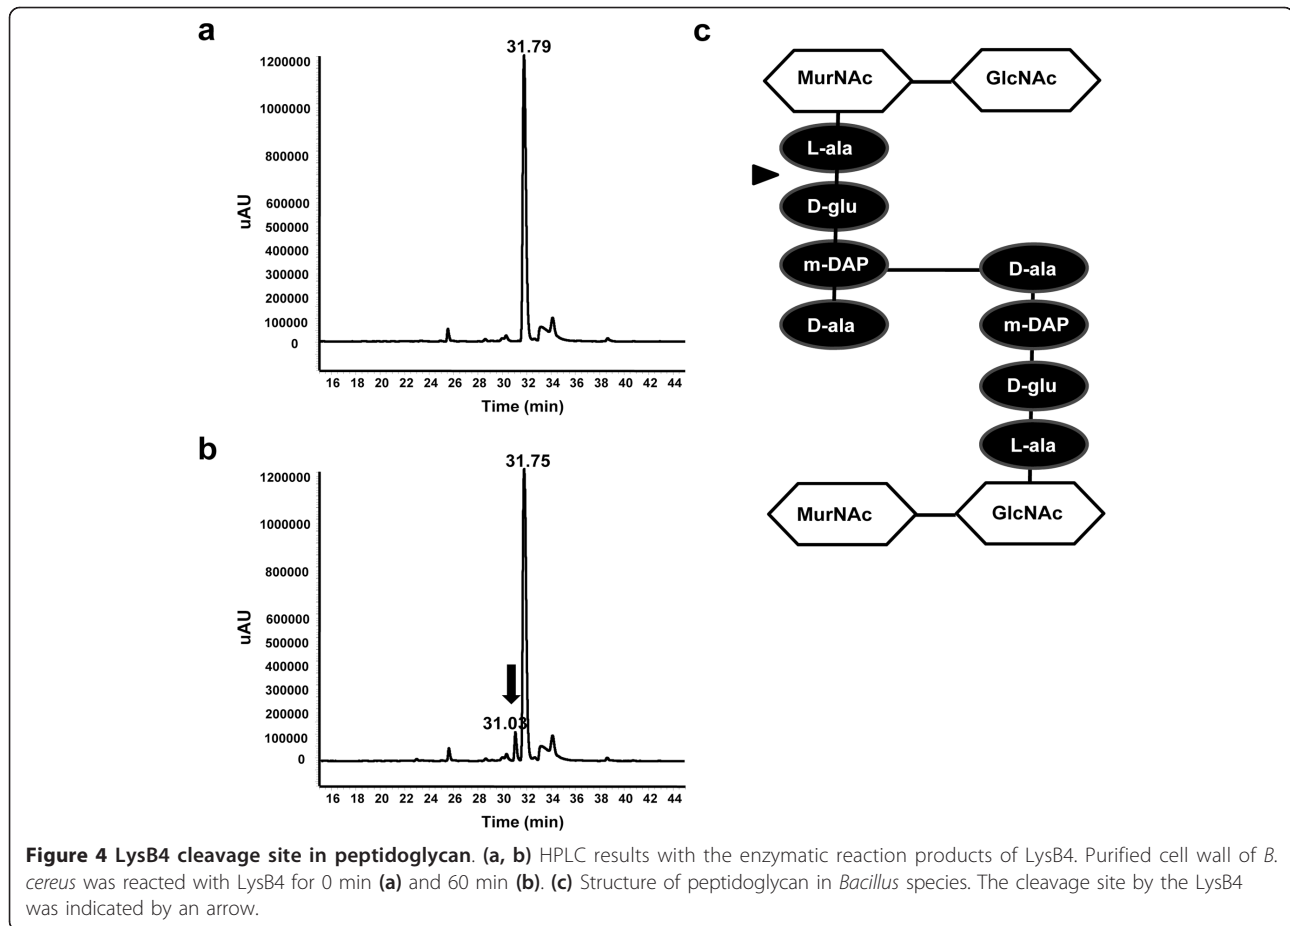 a
31.79
1200000
1000000
800000
600000
500000
400000
300000
200000
100000
0
uAU
16 18 20 22 24 26 28 30 32 34 36 38 40 42 44
Time (min)
b
31.75
31.03
1200000
1000000
800000
600000
500000
400000
300000
200000
100000
0
uAU
16 18 20 22 24 26 28 30 32 34 36 38 40 42 44
Time (min)
c
MurNAc GlcNAc
L-ala
D-glu
m-DAP D-ala
D-ala m-DAP
D-glu
L-ala
MurNAc GlcNAc
Figure 4 LysB4 cleavage site in peptidoglycan. (a, b) HPLC results with the enzymatic reaction products of LysB4. Purified cell wall of B.
cereus was reacted with LysB4 for 0 min (a) and 60 min (b). (c) Structure of peptidoglycan in Bacillus species. The cleavage site by the LysB4
was indicated by an arrow.